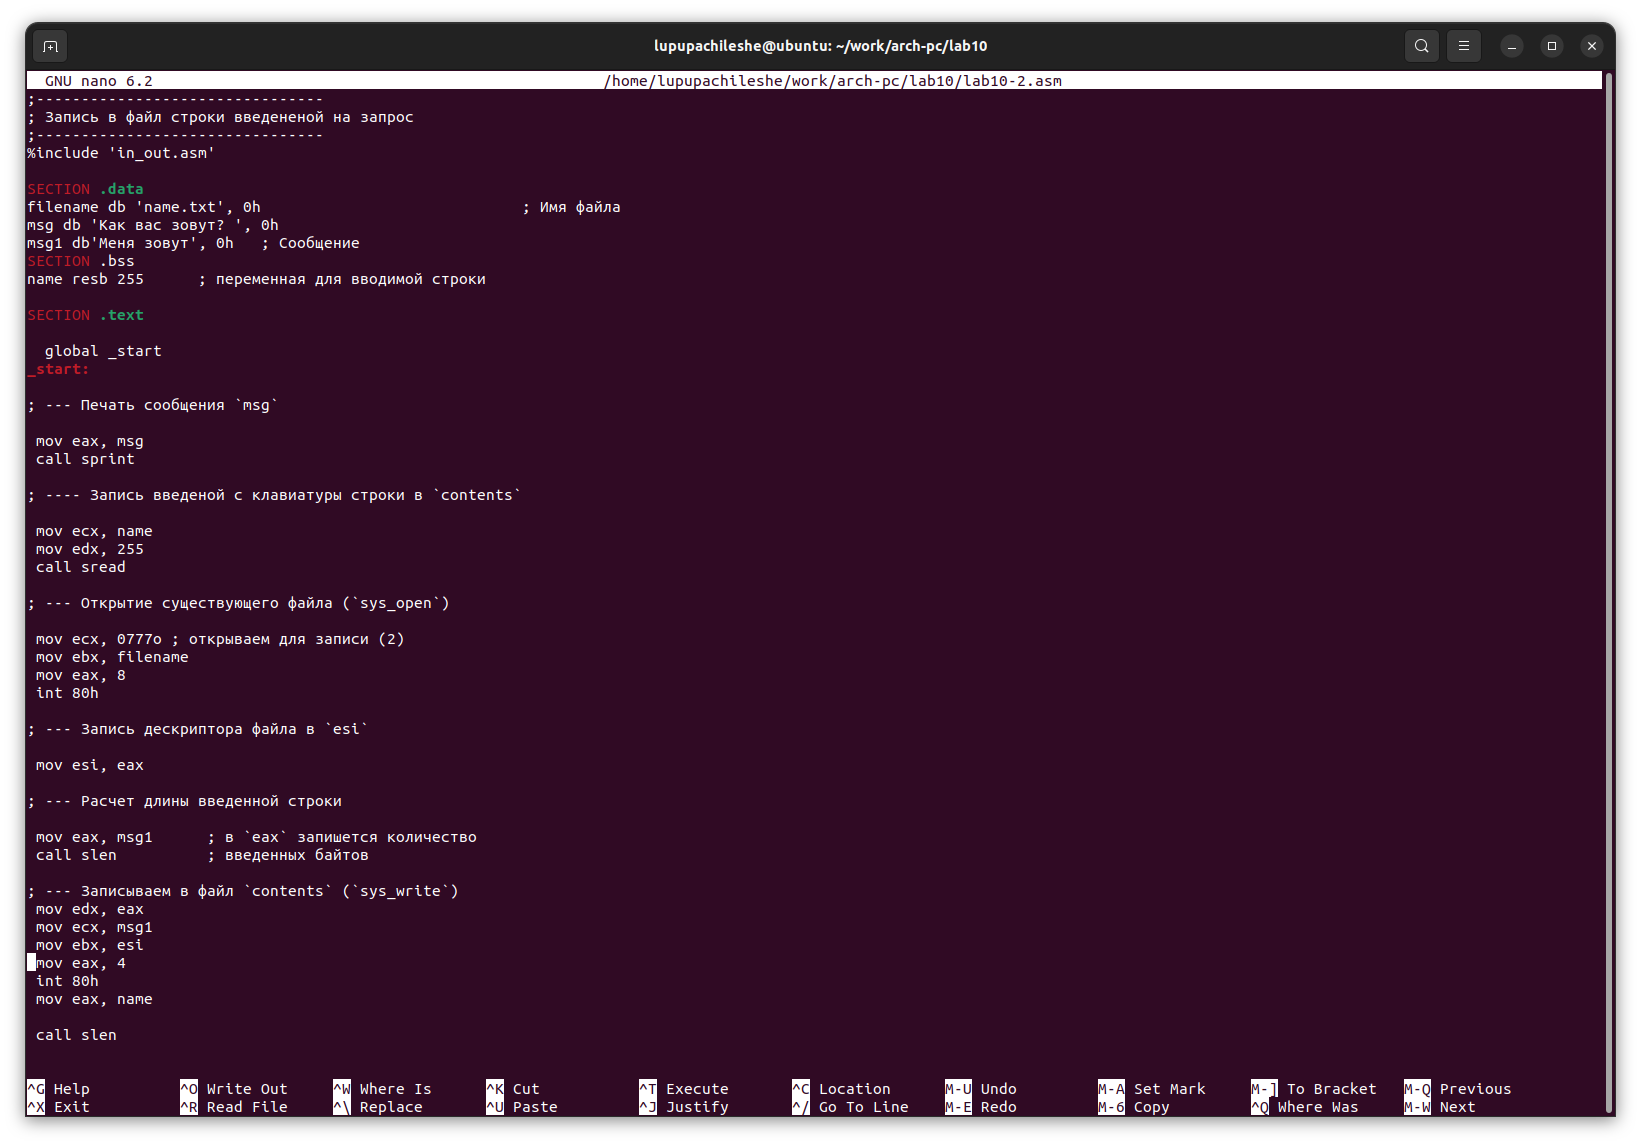 lupupachileshe@ubuntu: ~/work/arch-pc/lab10
GNU nano 6.2 /home/lupupachileshe/work/arch-pc/lab10/lab10-2.asm
;--------------------------------
; Запись в файл строки введененой на запрос
;--------------------------------
%include 'in_out.asm'
SECTION .data
filename db 'name.txt', 0h ; Имя файла
msg db 'Как вас зовут? ', 0h
msg1 db'Меня зовут', 0h ; Сообщение
SECTION .bss
name resb 255 ; переменная для вводимой строки
SECTION .text
global _start
_start:
; --- Печать сообщения `msg`
mov eax, msg
call sprint
; ---- Запись введеной с клавиатуры строки в `contents`
mov ecx, name
mov edx, 255
call sread
; --- Открытие существующего файла (`sys_open`)
mov ecx, 0777o ; открываем для записи (2)
mov ebx, filename
mov eax, 8
int 80h
; --- Запись дескриптора файла в `esi`
mov esi, eax
; --- Расчет длины введенной строки
mov eax, msg1 ; в `eax` запишется количество
call slen ; введенных байтов
; --- Записываем в файл `contents` (`sys_write`)
mov edx, eax
mov ecx, msg1
mov ebx, esi
mov eax, 4
int 80h
mov eax, name
call slen
^G Help ^O Write Out ^W Where Is ^K Cut ^T Execute ^C Location M-U Undo M-A Set Mark M-] To Bracket M-Q Previous
^X Exit ^R Read File ^\ Replace ^U Paste ^J Justify ^/ Go To Line M-E Redo M-6 Copy ^Q Where Was M-W Next